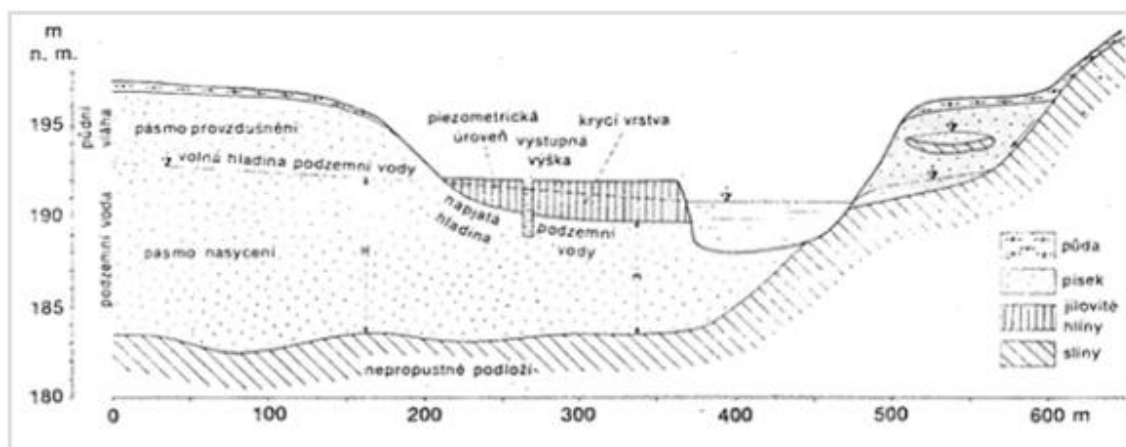 m
n. m.
195
190
185
180
půdní
vláha
podzemní voda
pásmo provzdušnění
volná hladina podzemní vody
pásmo nasycení
piezometrická
úroveň
výstupná
výška
krycí vrstva
napjatá
hladina
podzemní
vody
H
m
nepropustné podloží
půda
písek
jílovité
hlíny
slíny
0
100
200
300
400
500
600 m